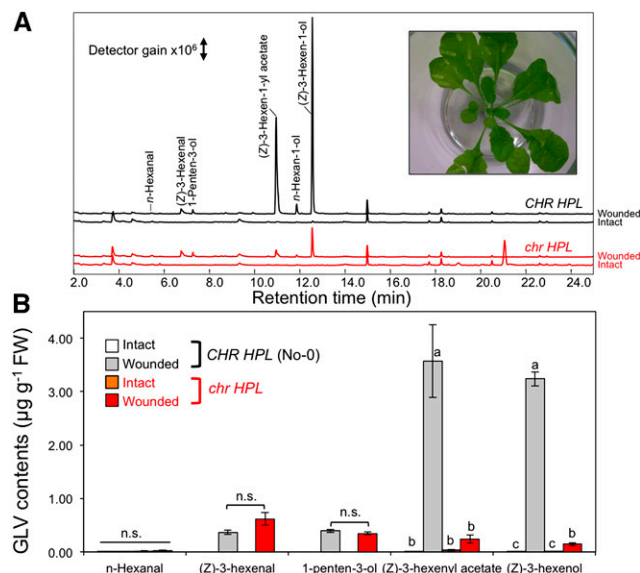 A
Detector gain x10⁶
n-Hexanal
(Z)-3-Hexenal
1-Penten-3-ol
(Z)-3-Hexen-1-yl acetate
n-Hexan-1-ol
(Z)-3-Hexen-1-ol
CHR HPL
Wounded
Intact
chr HPL
Wounded
Intact
2.0 4.0 6.0 8.0 10.0 12.0 14.0 16.0 18.0 20.0 22.0 24.0
Retention time (min)
B
GLV contents (µg g⁻¹ FW)
4.00
3.00
2.00
1.00
0.00
Intact
Wounded
CHR HPL (No-0)
Intact
Wounded
chr HPL
n.s.
n.s.
n.s.
b a b b
c a c b
n-Hexanal (Z)-3-hexenal 1-penten-3-ol (Z)-3-hexenyl acetate (Z)-3-hexenol